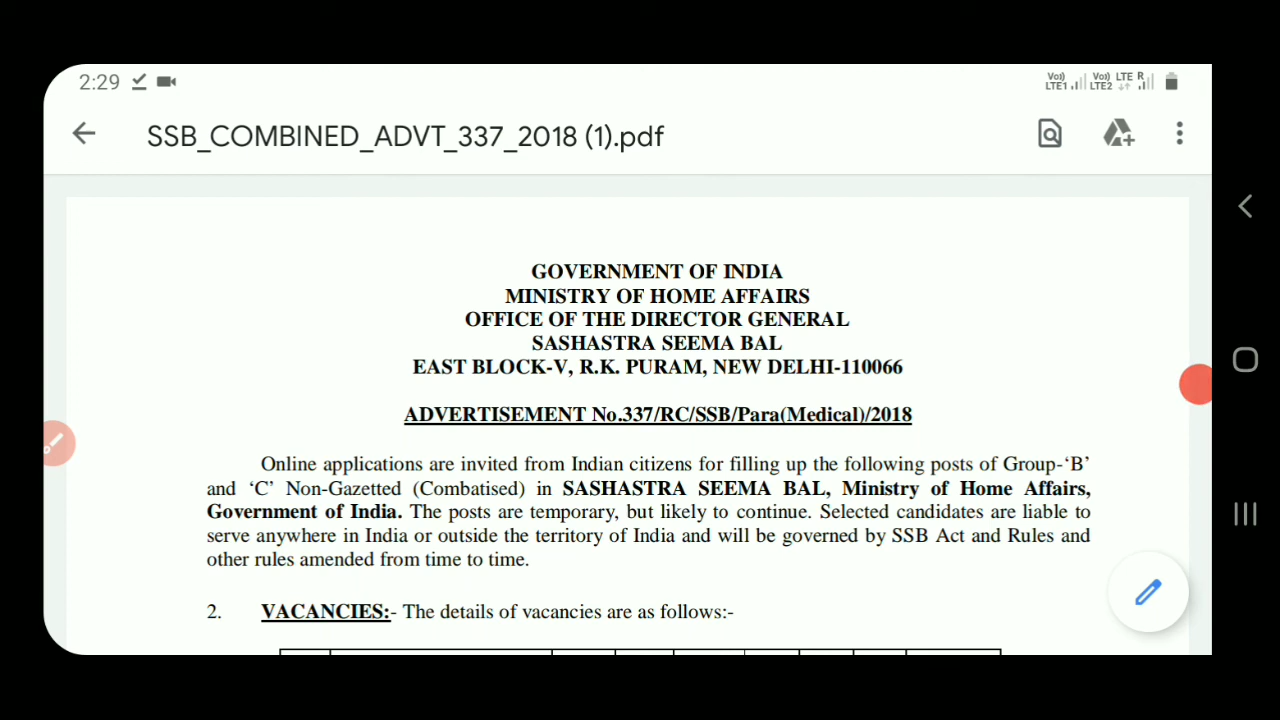 2:29
Vo) LTE1 Vo) LTE LTE2 R
SSB_COMBINED_ADVT_337_2018 (1).pdf
GOVERNMENT OF INDIA
MINISTRY OF HOME AFFAIRS
OFFICE OF THE DIRECTOR GENERAL
SASHASTRA SEEMA BAL
EAST BLOCK-V, R.K. PURAM, NEW DELHI-110066
ADVERTISEMENT No.337/RC/SSB/Para(Medical)/2018
Online applications are invited from Indian citizens for filling up the following posts of Group-‘B’
and ‘C’ Non-Gazetted (Combatised) in SASHASTRA SEEMA BAL, Ministry of Home Affairs,
Government of India. The posts are temporary, but likely to continue. Selected candidates are liable to
serve anywhere in India or outside the territory of India and will be governed by SSB Act and Rules and
other rules amended from time to time.
2. VACANCIES:- The details of vacancies are as follows:-